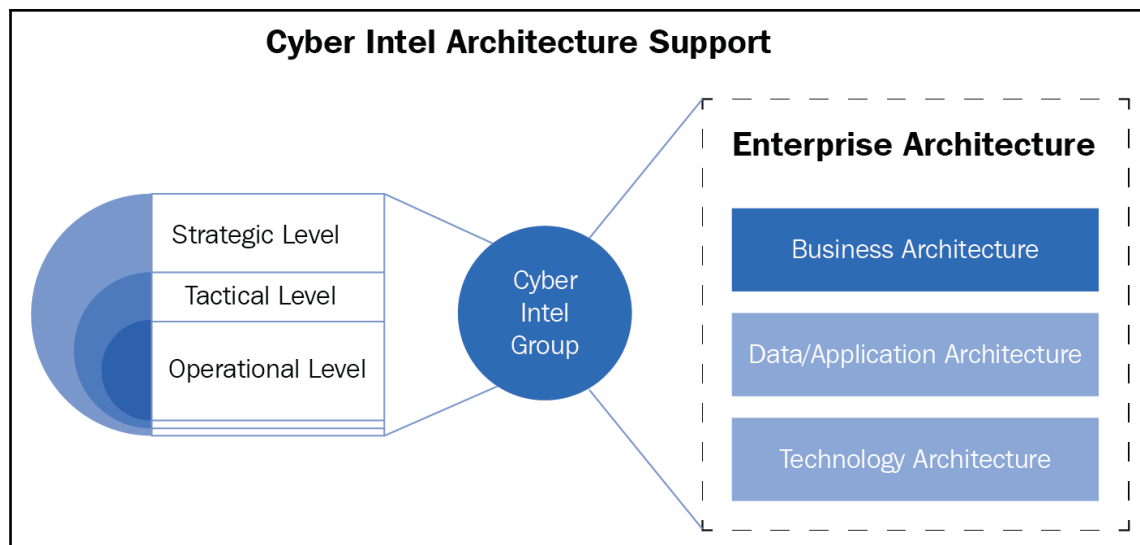 Cyber Intel Architecture Support
Strategic Level
Tactical Level
Operational Level
Cyber
Intel
Group
Enterprise Architecture
Business Architecture
Data/Application Architecture
Technology Architecture